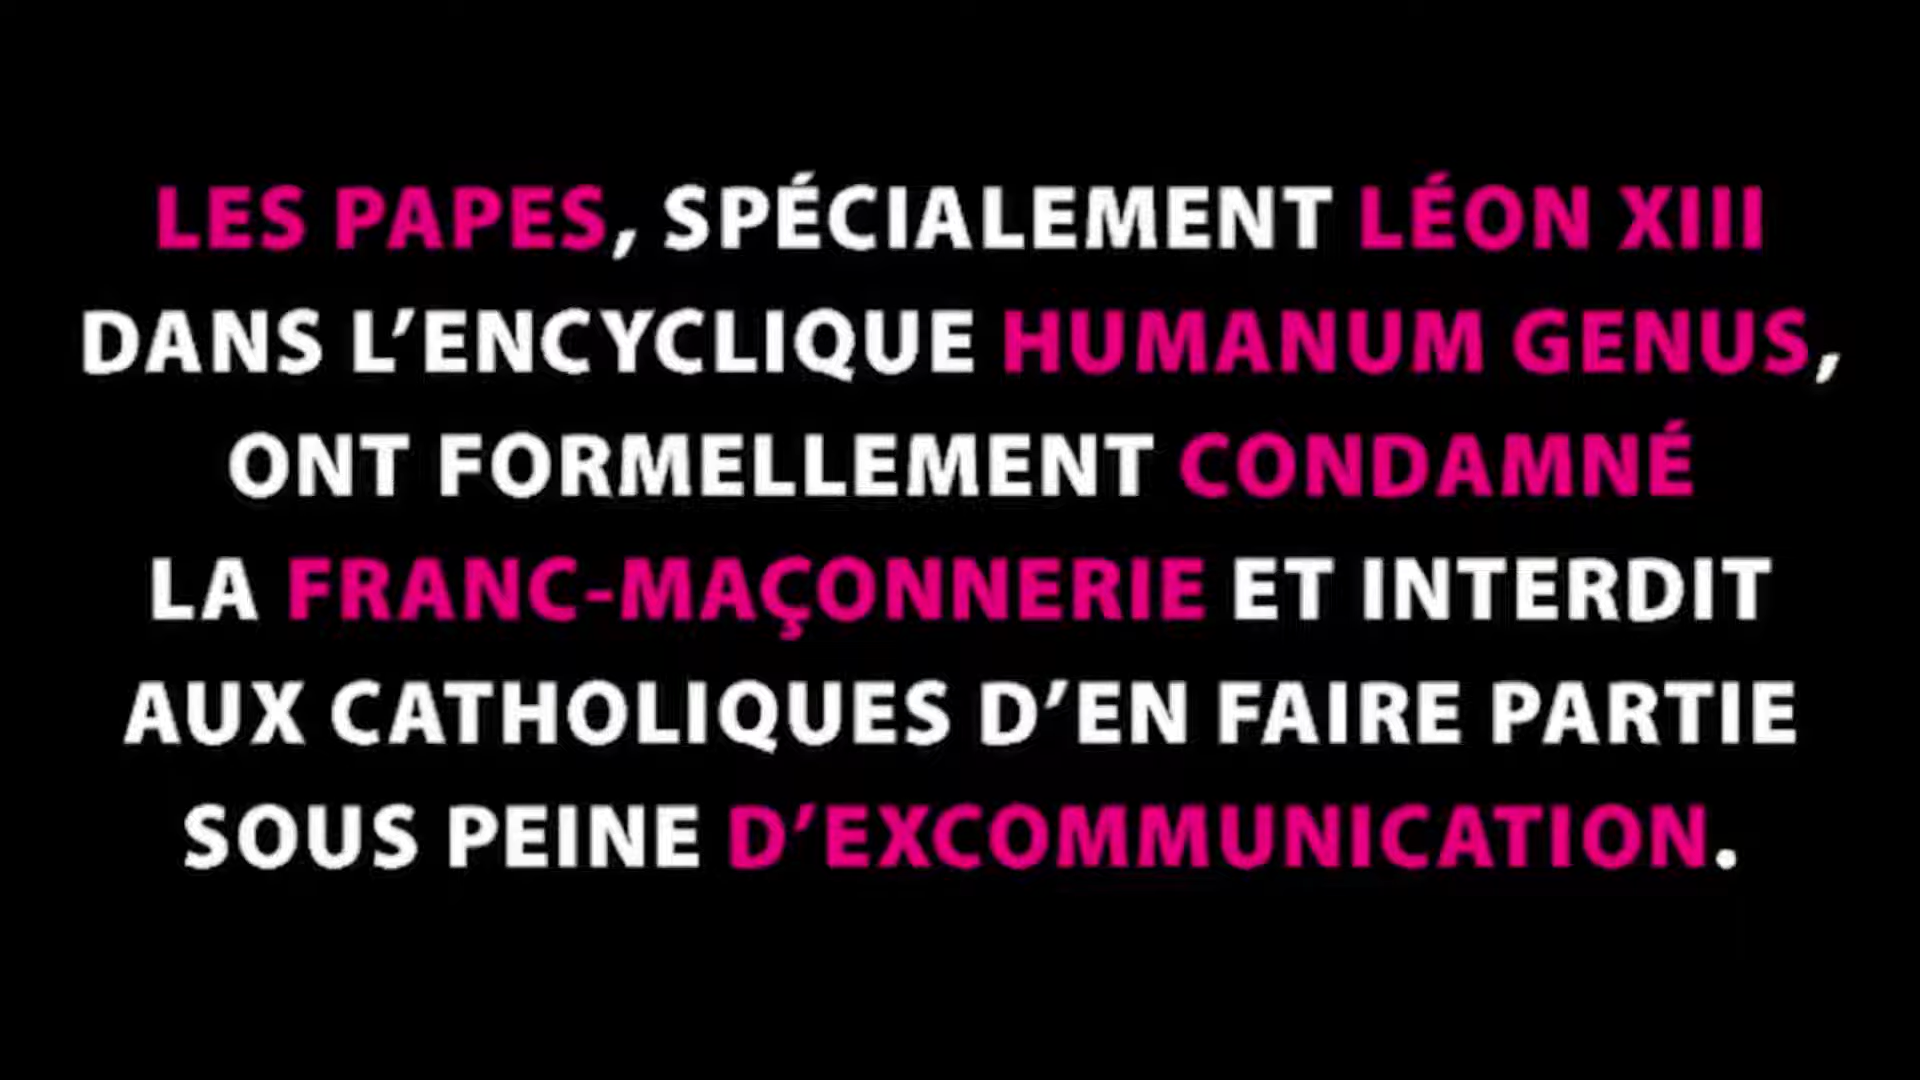 LES PAPES, SPÉCIALEMENT LÉON XIII
DANS L’ENCYCLIQUE HUMANUM GENUS,
ONT FORMELLEMENT CONDAMNÉ
LA FRANC-MAÇONNERIE ET INTERDIT
AUX CATHOLIQUES D’EN FAIRE PARTIE
SOUS PEINE D’EXCOMMUNICATION.